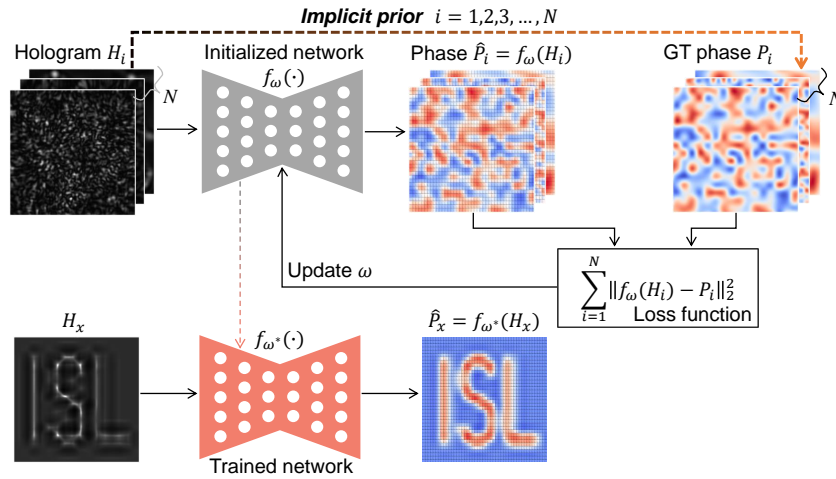 Implicit prior i = 1,2,3, … , N
Hologram H_i
Initialized network
Phase P̂_i = f_ω(H_i)
GT phase P_i
f_ω(·)
N
N
Update ω
∑_{i=1}^{N} ‖f_ω(H_i) − P_i‖_2^2
Loss function
H_x
f_{ω*}(·)
P̂_x = f_{ω*}(H_x)
ISL
ISL
Trained network